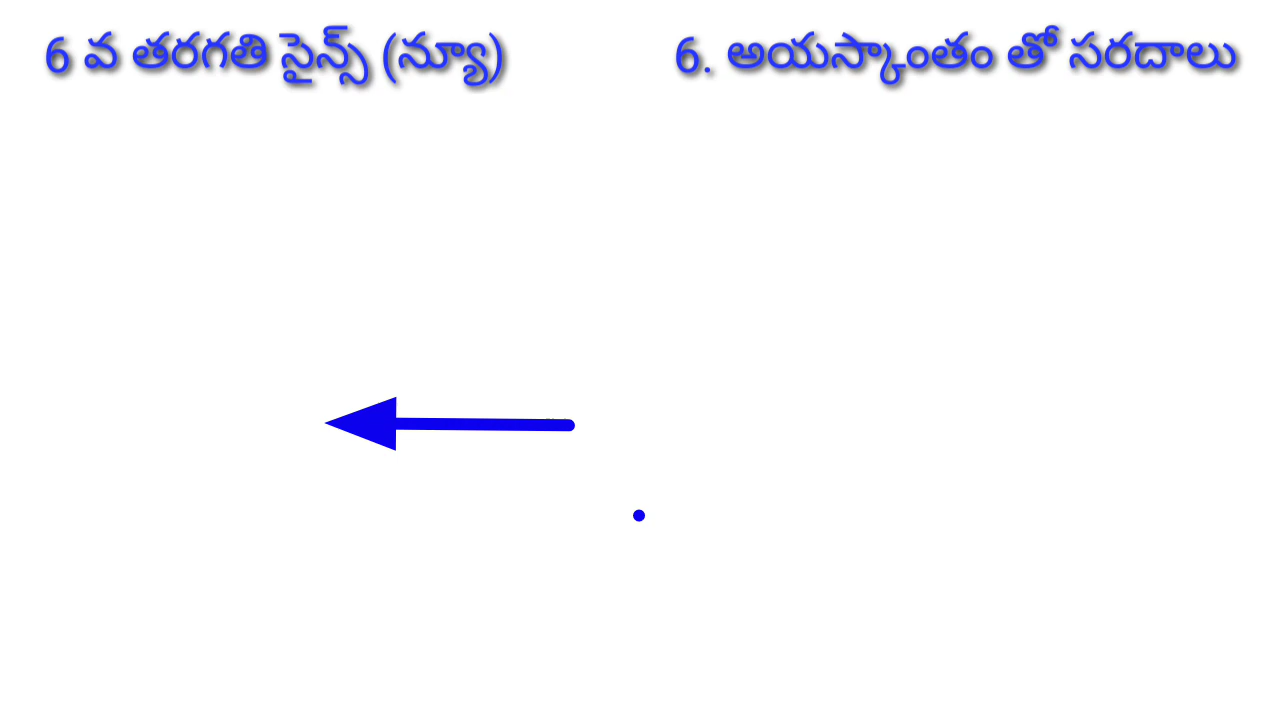 6 వ తరగతి సైన్స్ (న్యూ)
6. అయస్కాంతం తో సరదాలు